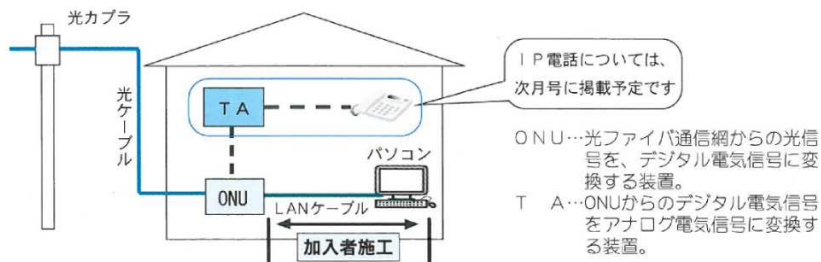 光カプラ
光ケーブル
TA
ONU
LANケーブル
パソコン
加入者施工
IP電話については、
次月号に掲載予定です
ONU…光ファイバ通信網からの光信
号を、デジタル電気信号に変
換する装置。
T A…ONUからのデジタル電気信号
をアナログ電気信号に変換す
る装置。